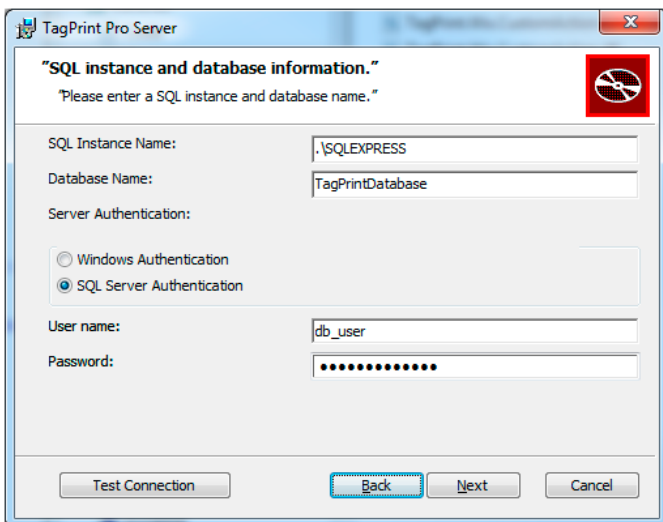 TagPrint Pro Server
"SQL instance and database information."
"Please enter a SQL instance and database name."
SQL Instance Name:
.\SQLEXPRESS
Database Name:
TagPrintDatabase
Server Authentication:
Windows Authentication
SQL Server Authentication
User name:
db_user
Password:
•••••••••••••
Test Connection
Back
Next
Cancel